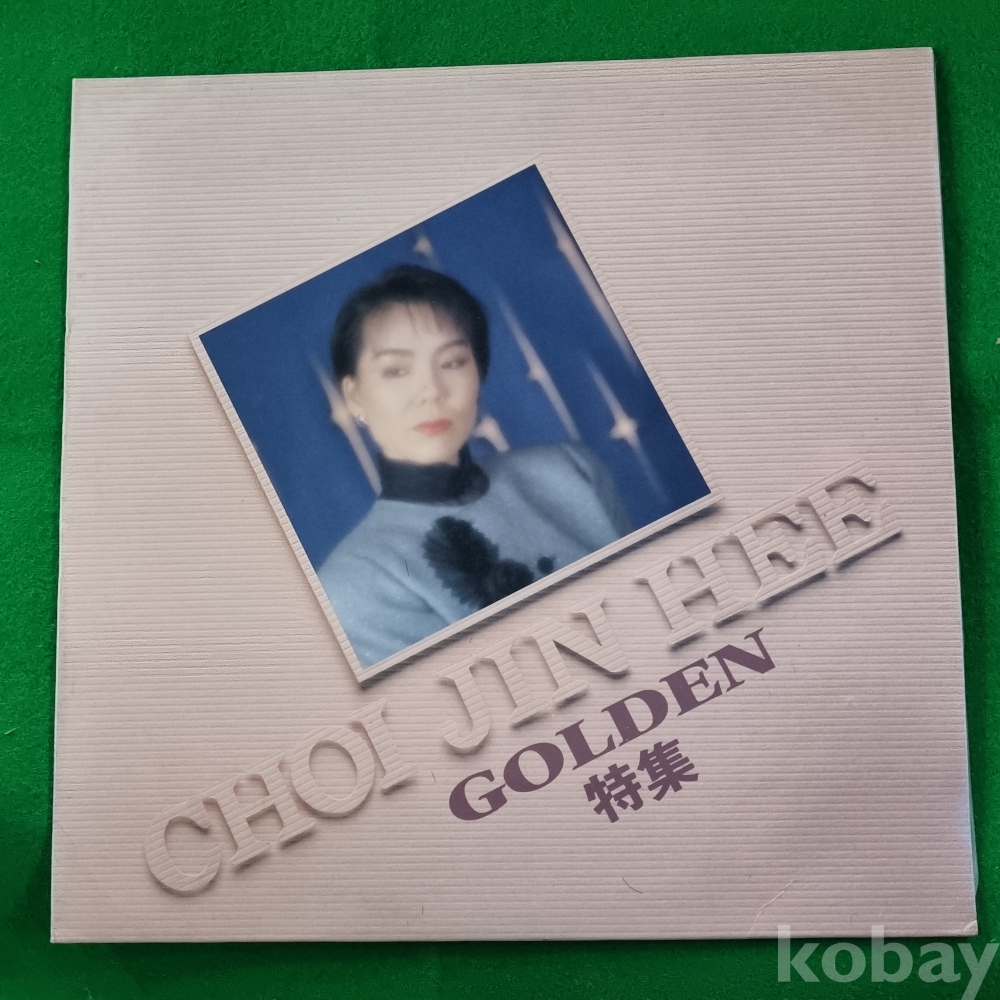 CHOI JIN HEE
GOLDEN
特集
kobay